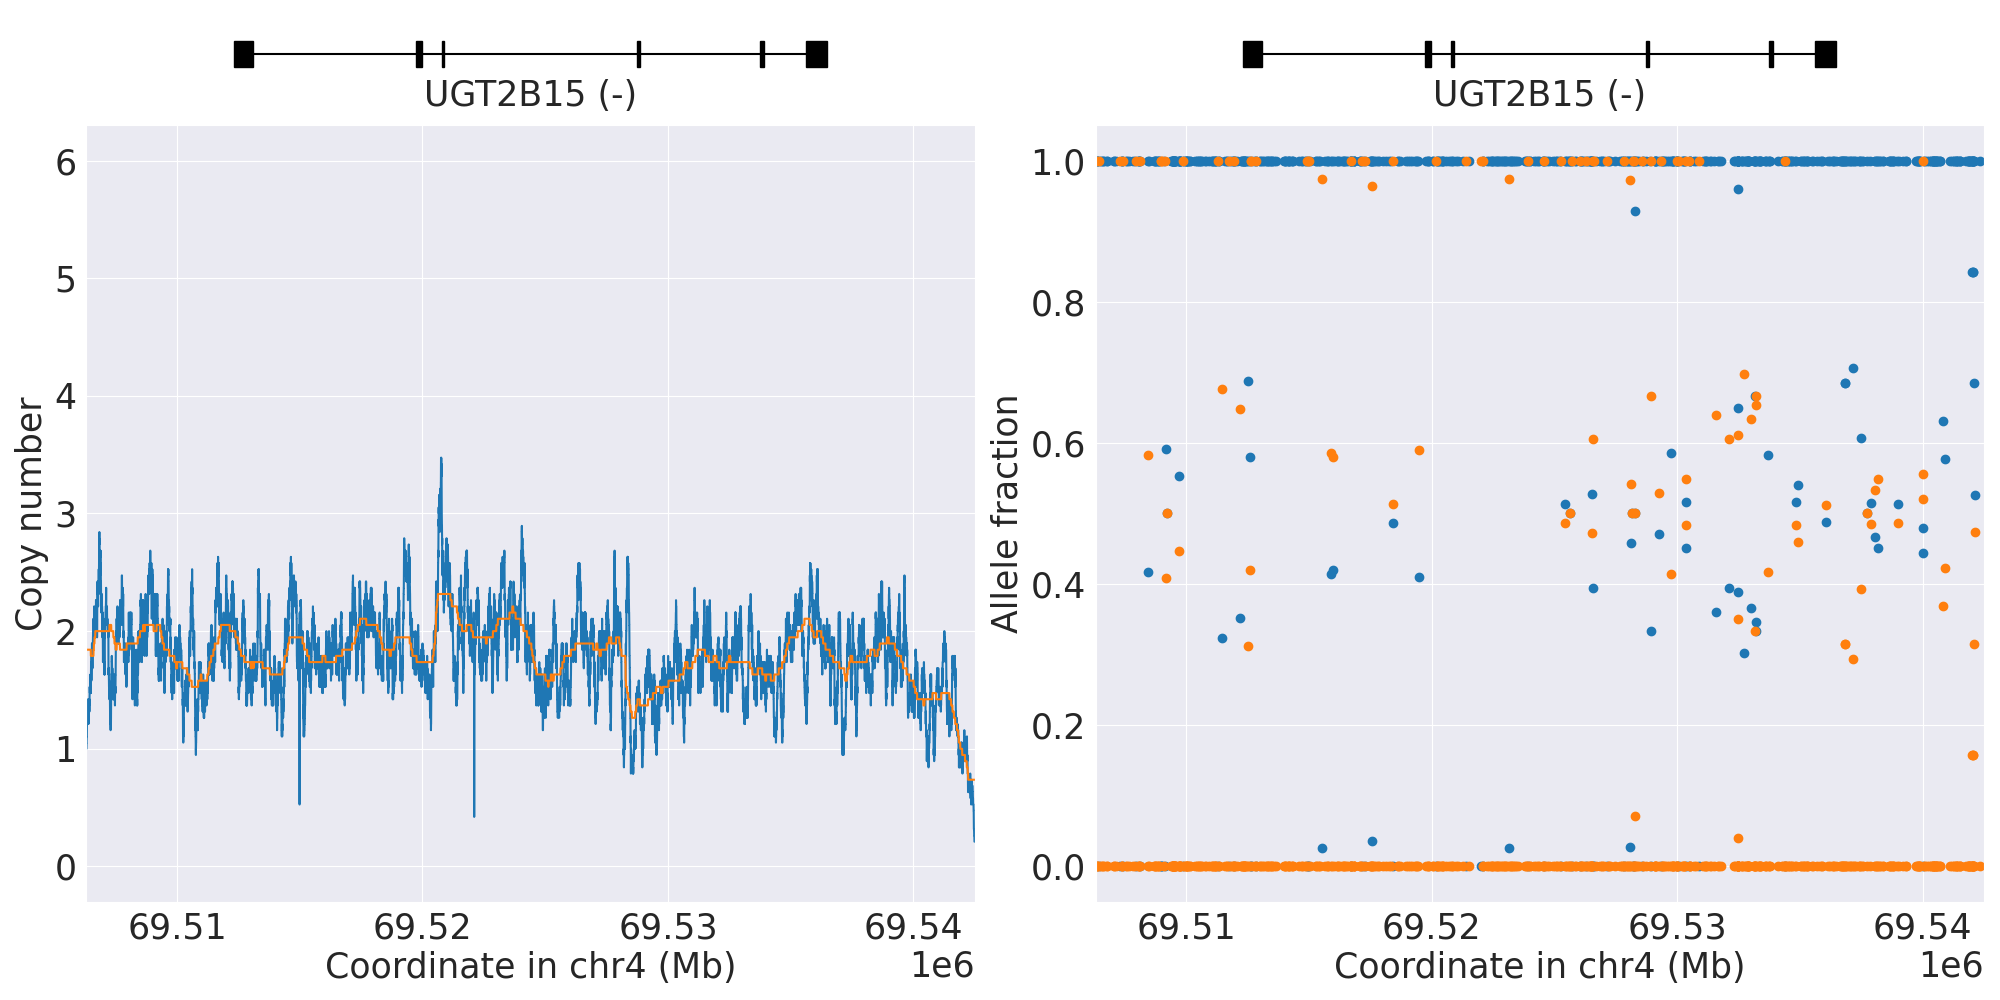 UGT2B15 (-)
UGT2B15 (-)
Copy number
6
5
4
3
2
1
0
69.51
69.52
69.53
69.54
Coordinate in chr4 (Mb)
1e6
Allele fraction
1.0
0.8
0.6
0.4
0.2
0.0
69.51
69.52
69.53
69.54
Coordinate in chr4 (Mb)
1e6